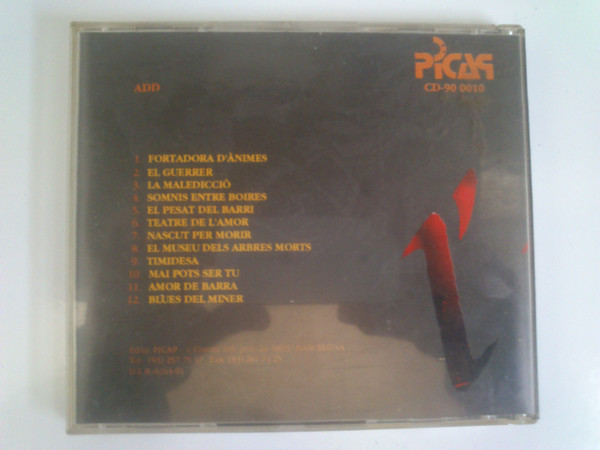 PICAP
CD-90 0010
ADD
1. FORTADORA D'ÀNIMES
2. EL GUERRER
3. LA MALEDICCIÓ
4. SOMNIS ENTRE BOIRES
5. EL PESAT DEL BARRI
6. TEATRE DE L'AMOR
7. NASCUT PER MORIR
8. EL MUSEU DELS ARBRES MORTS
9. TIMIDESA
10. MAI POTS SER TU
11. AMOR DE BARRA
12. BLUES DEL MINER
PICAP